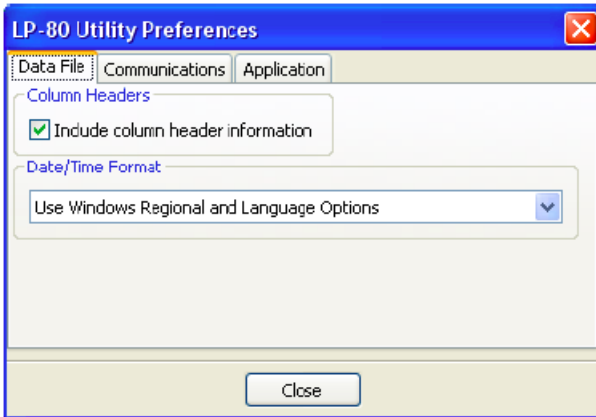 LP-80 Utility Preferences
Data File Communications Application
Column Headers
Include column header information
Date/Time Format
Use Windows Regional and Language Options
Close